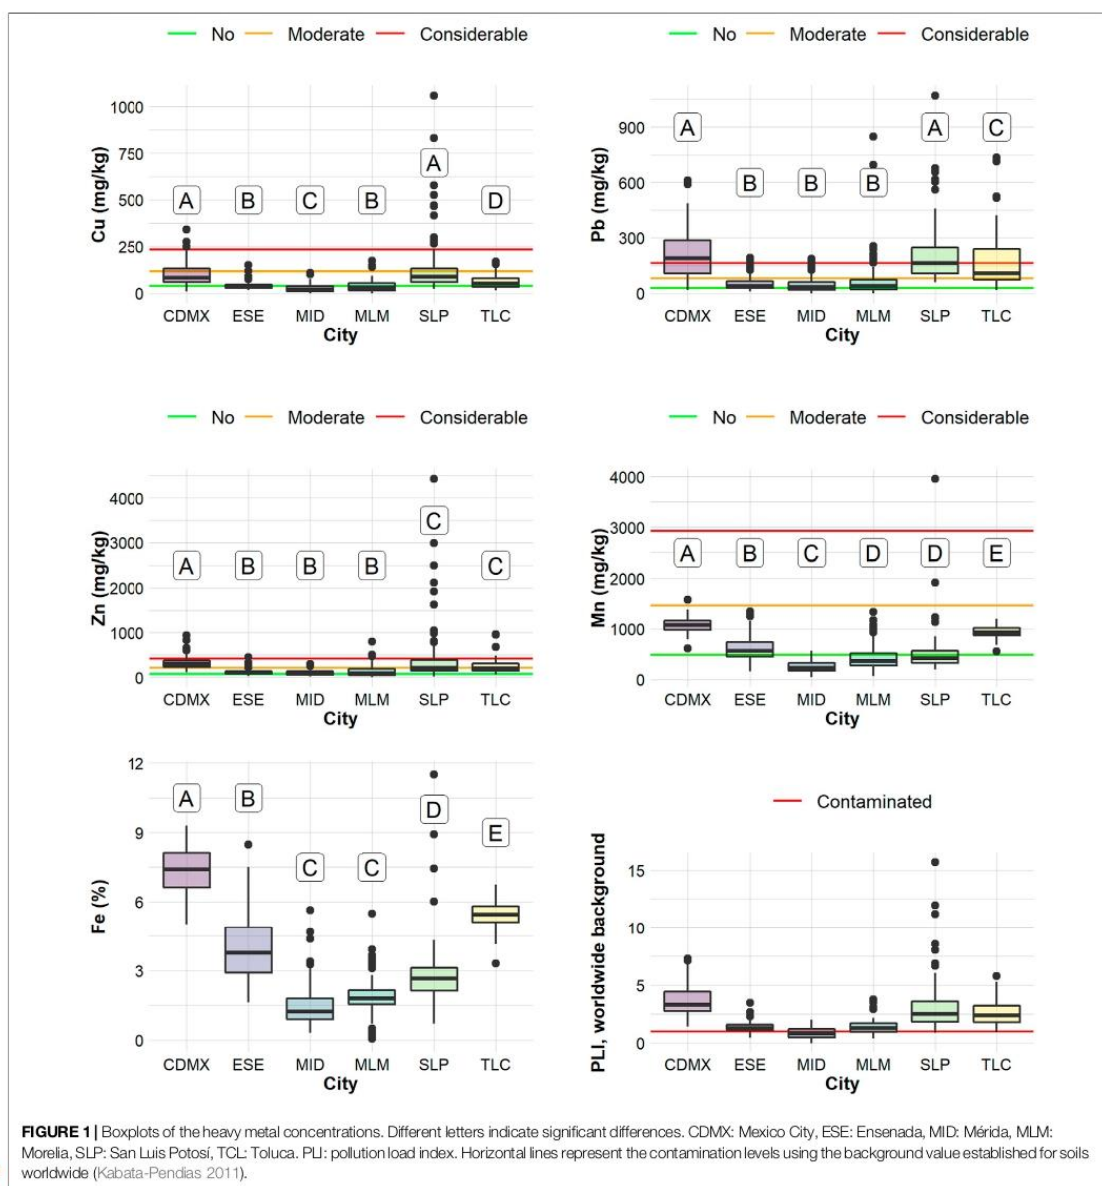 No Moderate Considerable
No Moderate Considerable
Cu (mg/kg)
1000
750
500
250
0
A B C B A D
CDMX ESE MID MLM SLP TLC
City
Pb (mg/kg)
900
600
300
0
A B B B A C
CDMX ESE MID MLM SLP TLC
City
No Moderate Considerable
No Moderate Considerable
Zn (mg/kg)
4000
3000
2000
1000
0
A B B B C C
CDMX ESE MID MLM SLP TLC
City
Mn (mg/kg)
4000
3000
2000
1000
0
A B C D D E
CDMX ESE MID MLM SLP TLC
City
Fe (%)
12
9
6
3
0
A B C C D E
CDMX ESE MID MLM SLP TLC
City
Contaminated
PLI, worldwide background
15
10
5
0
CDMX ESE MID MLM SLP TLC
City
FIGURE 1 | Boxplots of the heavy metal concentrations. Different letters indicate significant differences. CDMX: Mexico City, ESE: Ensenada, MID: Mérida, MLM:
Morelia, SLP: San Luis Potosí, TCL: Toluca. PLI: pollution load index. Horizontal lines represent the contamination levels using the background value established for soils
worldwide (Kabata-Pendias 2011).